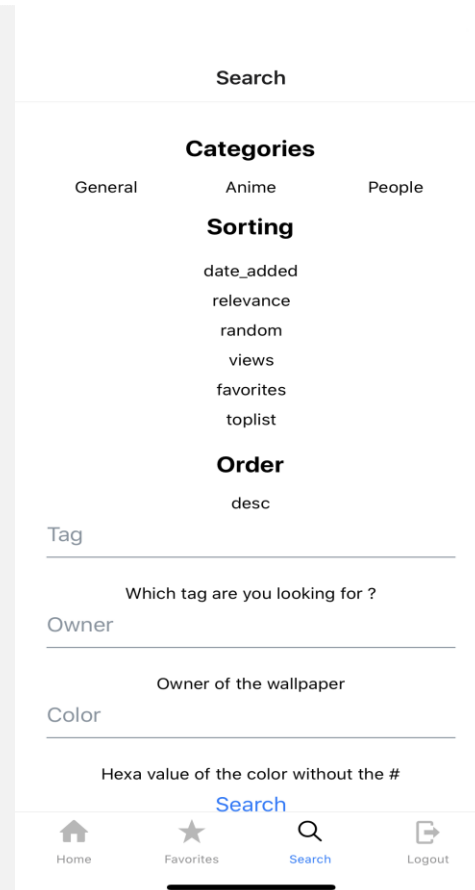 Search
Categories
General Anime People
Sorting
date_added
relevance
random
views
favorites
toplist
Order
desc
Tag
Which tag are you looking for ?
Owner
Owner of the wallpaper
Color
Hexa value of the color without the #
Search
Home Favorites Search Logout